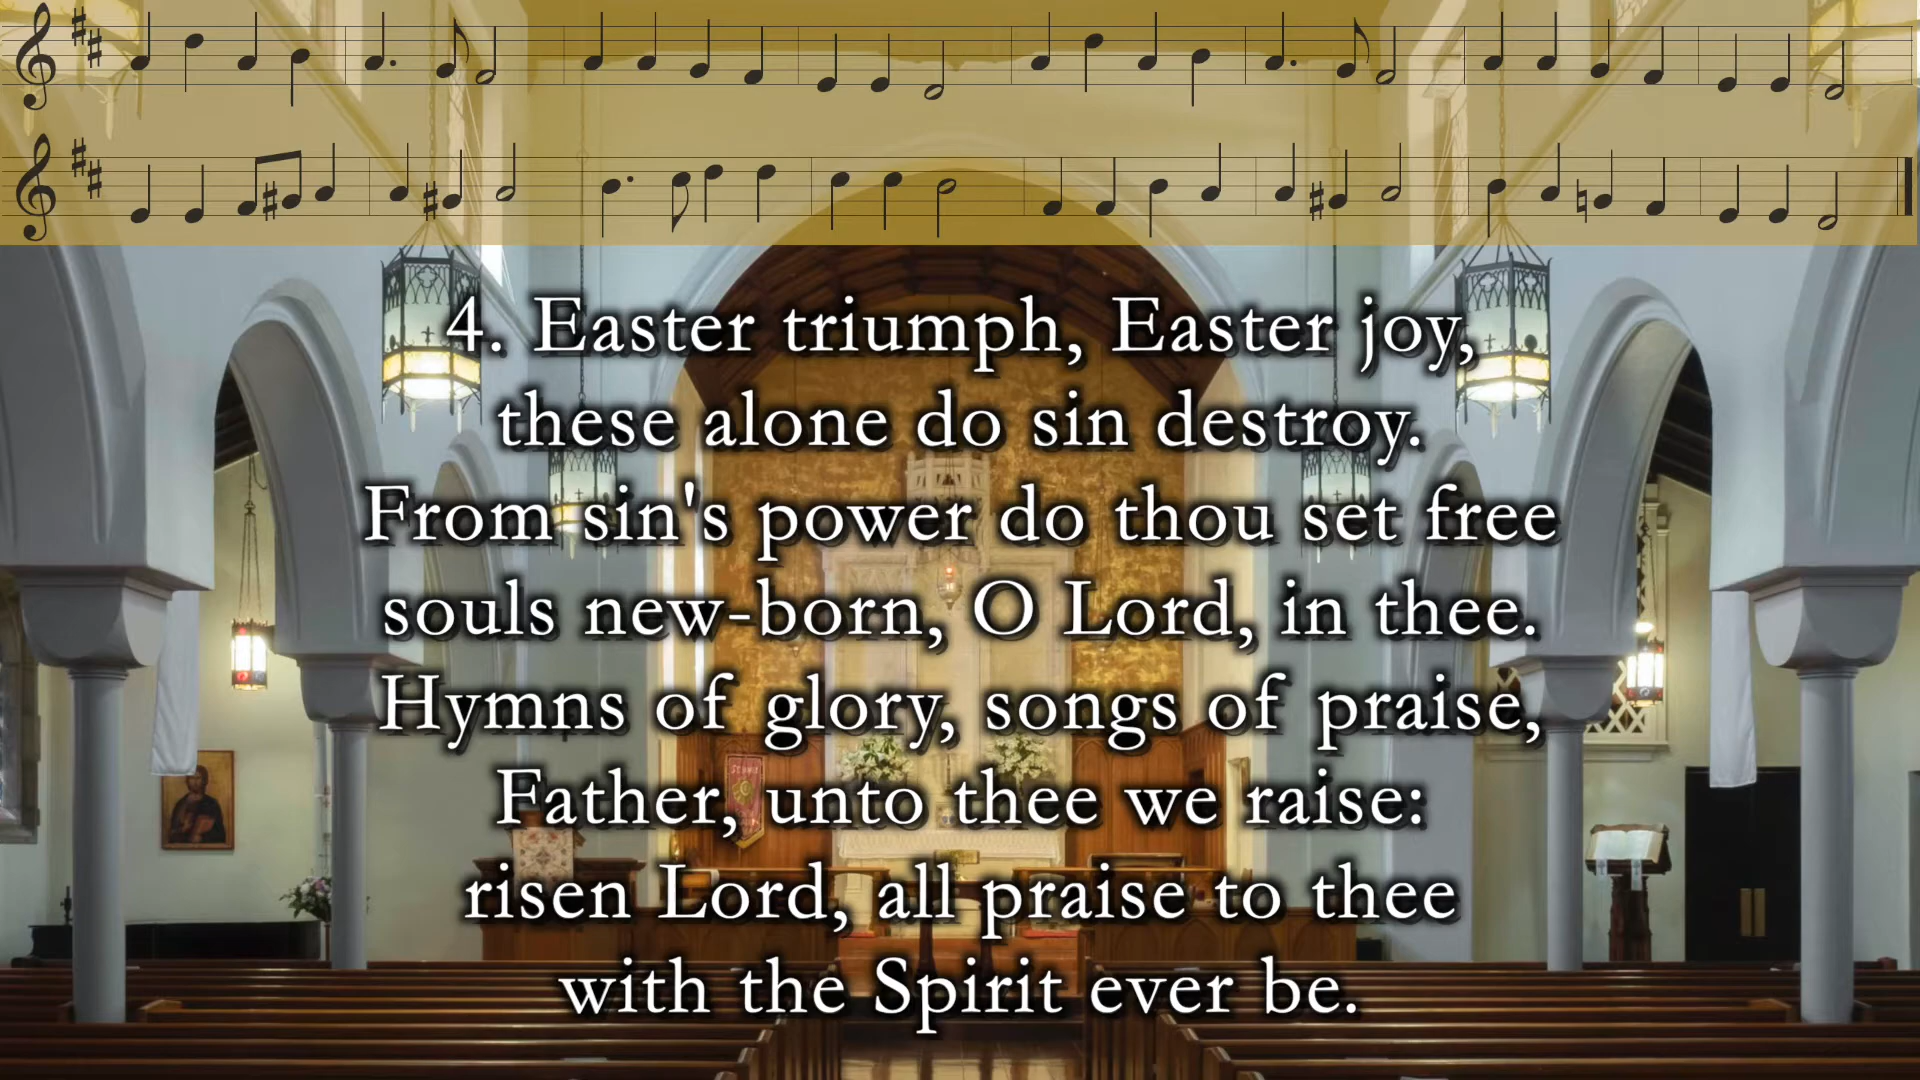 4. Easter triumph, Easter joy,
these alone do sin destroy.
From sin's power do thou set free
souls new-born, O Lord, in thee.
Hymns of glory, songs of praise,
Father, unto thee we raise:
risen Lord, all praise to thee
with the Spirit ever be.